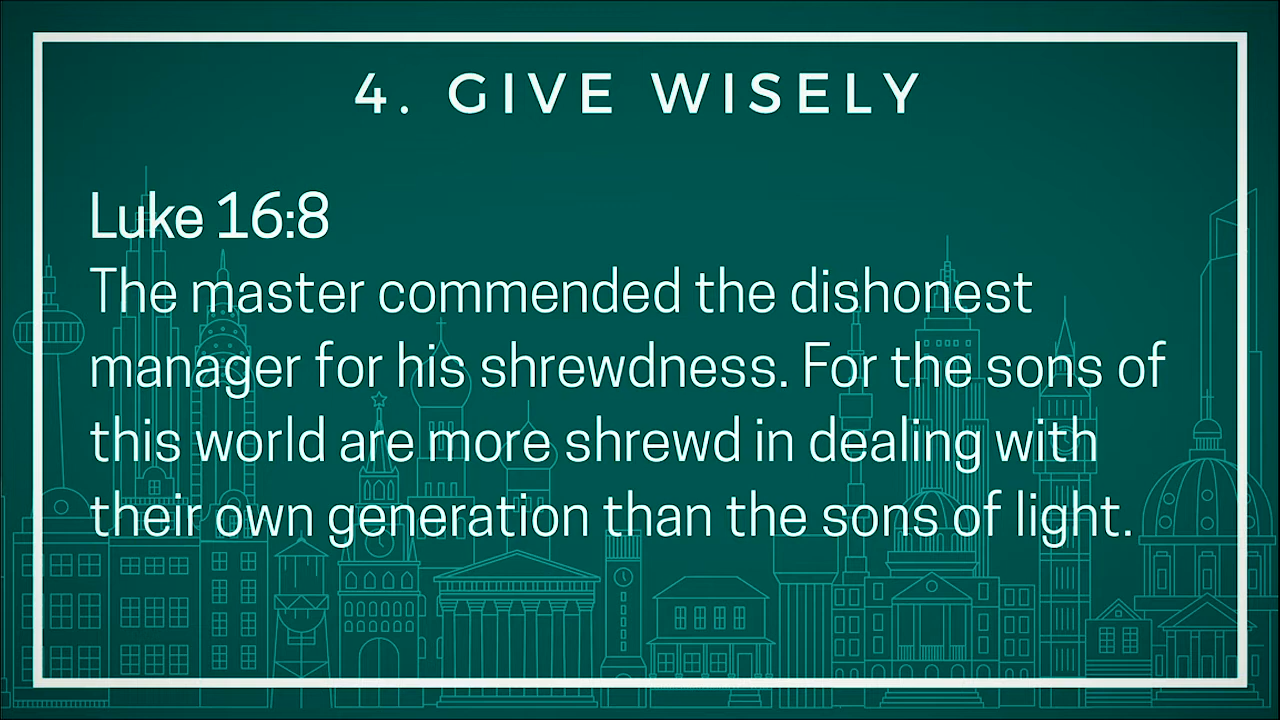 4. GIVE WISELY
Luke 16:8
The master commended the dishonest
manager for his shrewdness. For the sons of
this world are more shrewd in dealing with
their own generation than the sons of light.